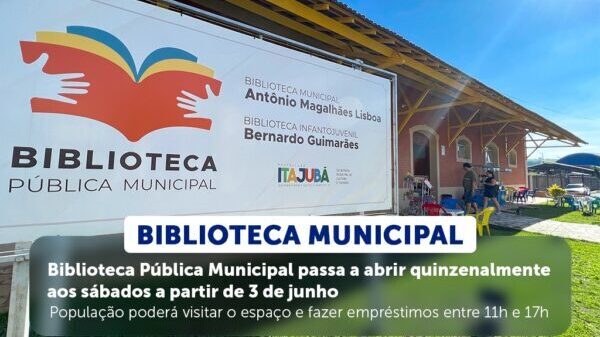 BIBLIOTECA
PÚBLICA MUNICIPAL
BIBLIOTECA MUNICIPAL
Antônio Magalhães Lisboa
BIBLIOTECA INFANTOJUVENIL
Bernardo Guimarães
ITAJUBÁ
BIBLIOTECA MUNICIPAL
Biblioteca Pública Municipal passa a abrir quinzenalmente
aos sábados a partir de 3 de junho
População poderá visitar o espaço e fazer empréstimos entre 11h e 17h